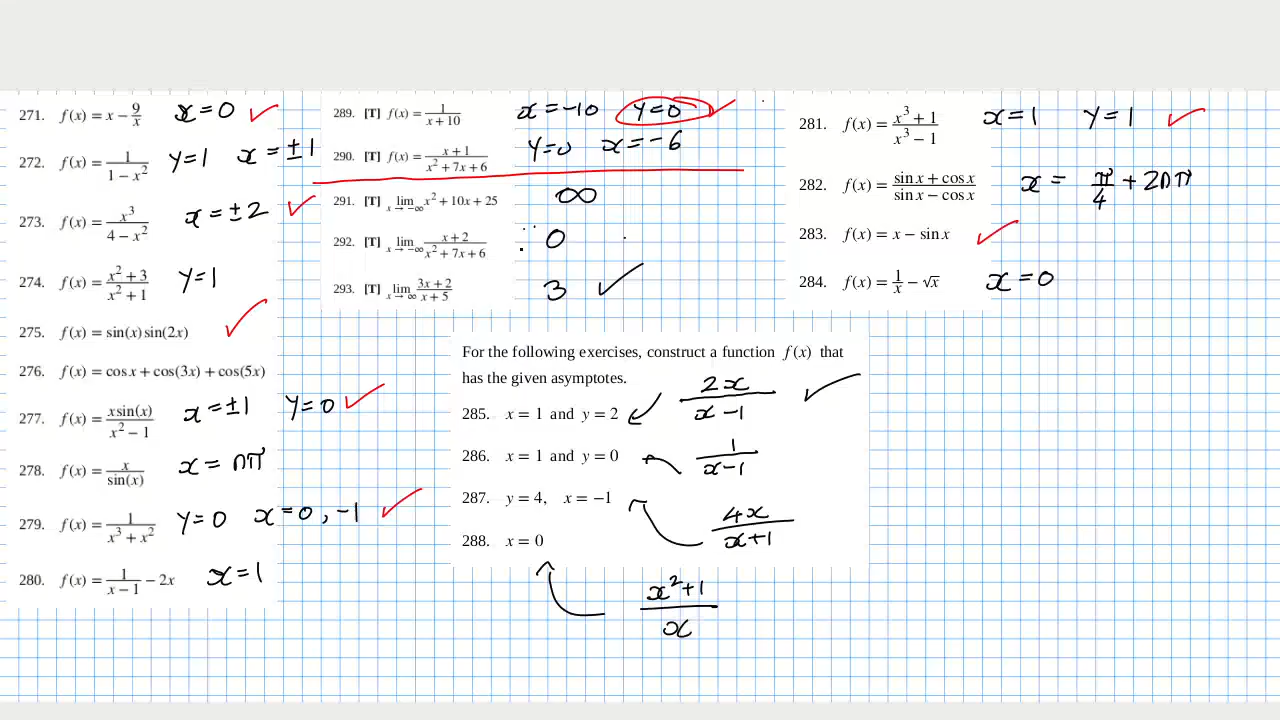 271. f(x) = x − 9/x x = 0 ✓
272. f(x) = 1/(1 − x²) y = 1 x = ±1
273. f(x) = x³/(4 − x²) x = ±2 ✓
274. f(x) = (x² + 3)/(x² + 1) y = 1
275. f(x) = sin(x) sin(2x) ✓
276. f(x) = cos x + cos(3x) + cos(5x)
277. f(x) = x sin(x)/(x² − 1) x = ±1 y = 0 ✓
278. f(x) = x/sin(x) x = nπ
279. f(x) = 1/(x³ + x²) y = 0 x = 0, −1 ✓
280. f(x) = 1/(x − 1) − 2x x = 1
289. [T] f(x) = 1/(x + 10) x = −10 y = 0 ✓
290. [T] f(x) = (x + 1)/(x² + 7x + 6) y = 0 x = −6
291. [T] lim x → −∞ x² + 10x + 25 ∞
292. [T] lim x → −∞ (x + 2)/(x² + 7x + 6) 0
293. [T] lim x → ∞ (3x + 2)/(x + 5) 3 ✓
281. f(x) = (x³ + 1)/(x³ − 1) x = 1 y = 1 ✓
282. f(x) = (sin x + cos x)/(sin x − cos x) x = π/4 + 2nπ
283. f(x) = x − sin x ✓
284. f(x) = 1/x − √x x = 0
For the following exercises, construct a function f(x) that
has the given asymptotes.
285. x = 1 and y = 2 2x/(x − 1) ✓
286. x = 1 and y = 0 1/(x − 1)
287. y = 4, x = −1 4x/(x + 1)
288. x = 0 (x² + 1)/x